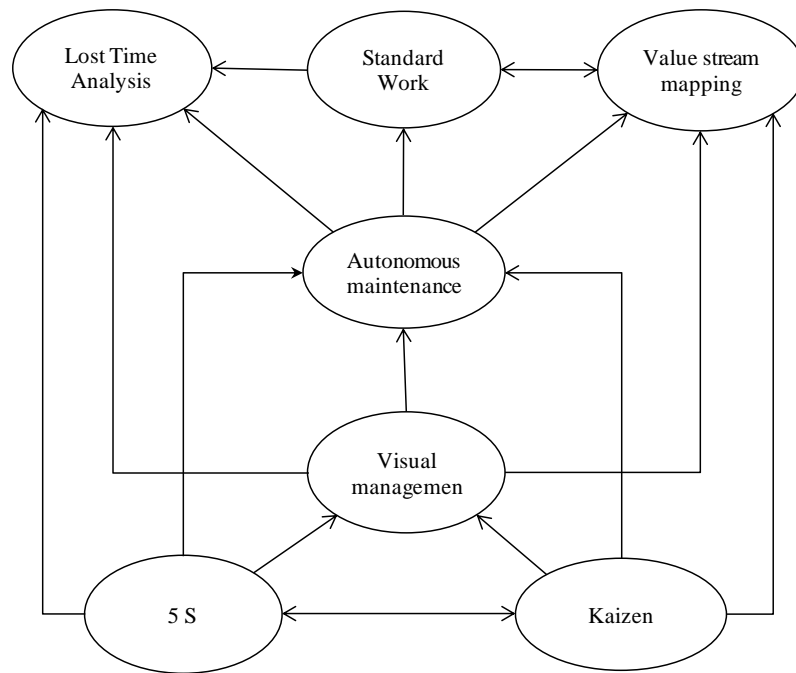 Lost Time
Analysis
Standard
Work
Value stream
mapping
Autonomous
maintenance
Visual
managemen
5 S
Kaizen